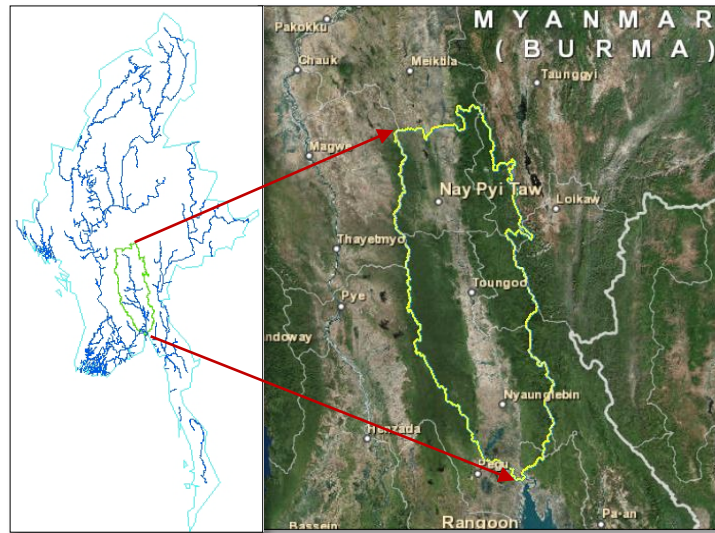 MYANMAR
(BURMA)
Pakokku
Chauk
Meiktila
Taunggyi
Magwe
Nay Pyi Taw
Loikaw
Thayetmyo
Toungoo
Pye
andoway
Nyaunglebin
Henzada
Pegu
Rangoon
Pa-an
Bassein